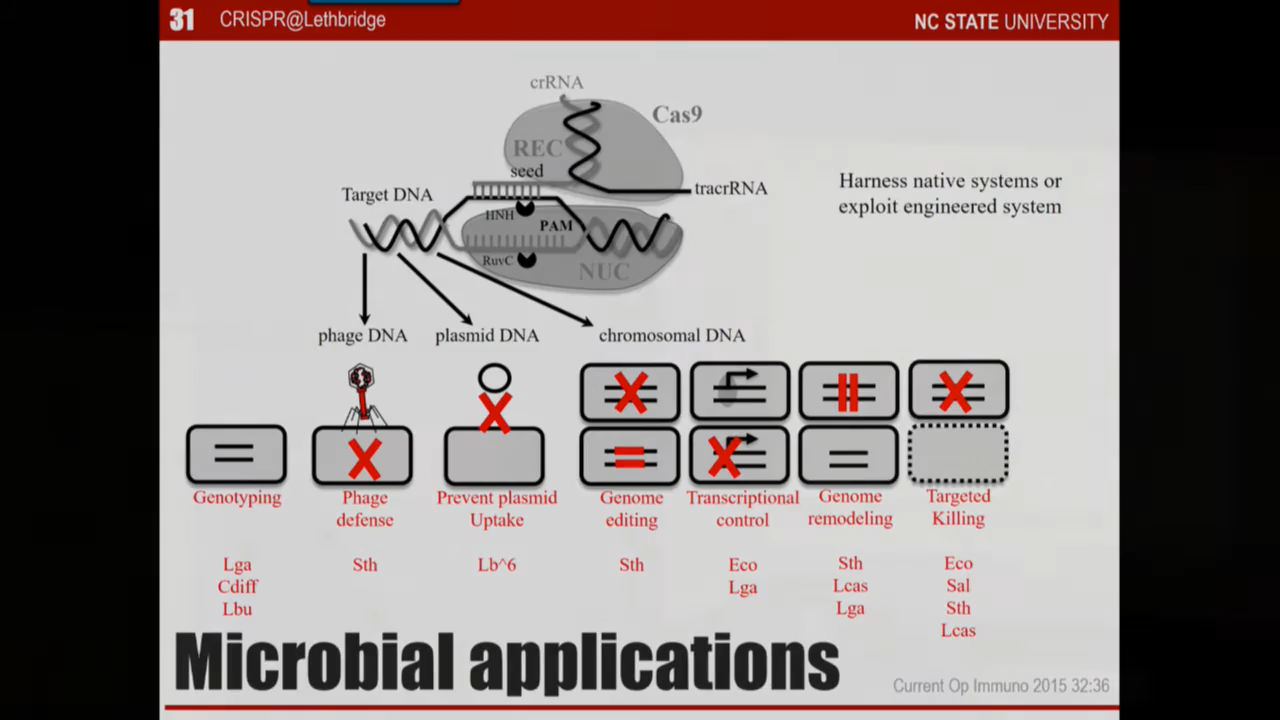 31
CRISPR@Lethbridge
NC STATE UNIVERSITY
crRNA
Cas9
REC
seed
tracrRNA
Target DNA
HNH
PAM
RuvC
NUC
Harness native systems or
exploit engineered system
phage DNA
plasmid DNA
chromosomal DNA
Genotyping
Phage
defense
Prevent plasmid
Uptake
Genome
editing
Transcriptional
control
Genome
remodeling
Targeted
Killing
Lga
Cdiff
Lbu
Sth
Lb^6
Sth
Eco
Lga
Sth
Lcas
Lga
Eco
Sal
Sth
Lcas
Microbial applications
Current Op Immuno 2015 32:36